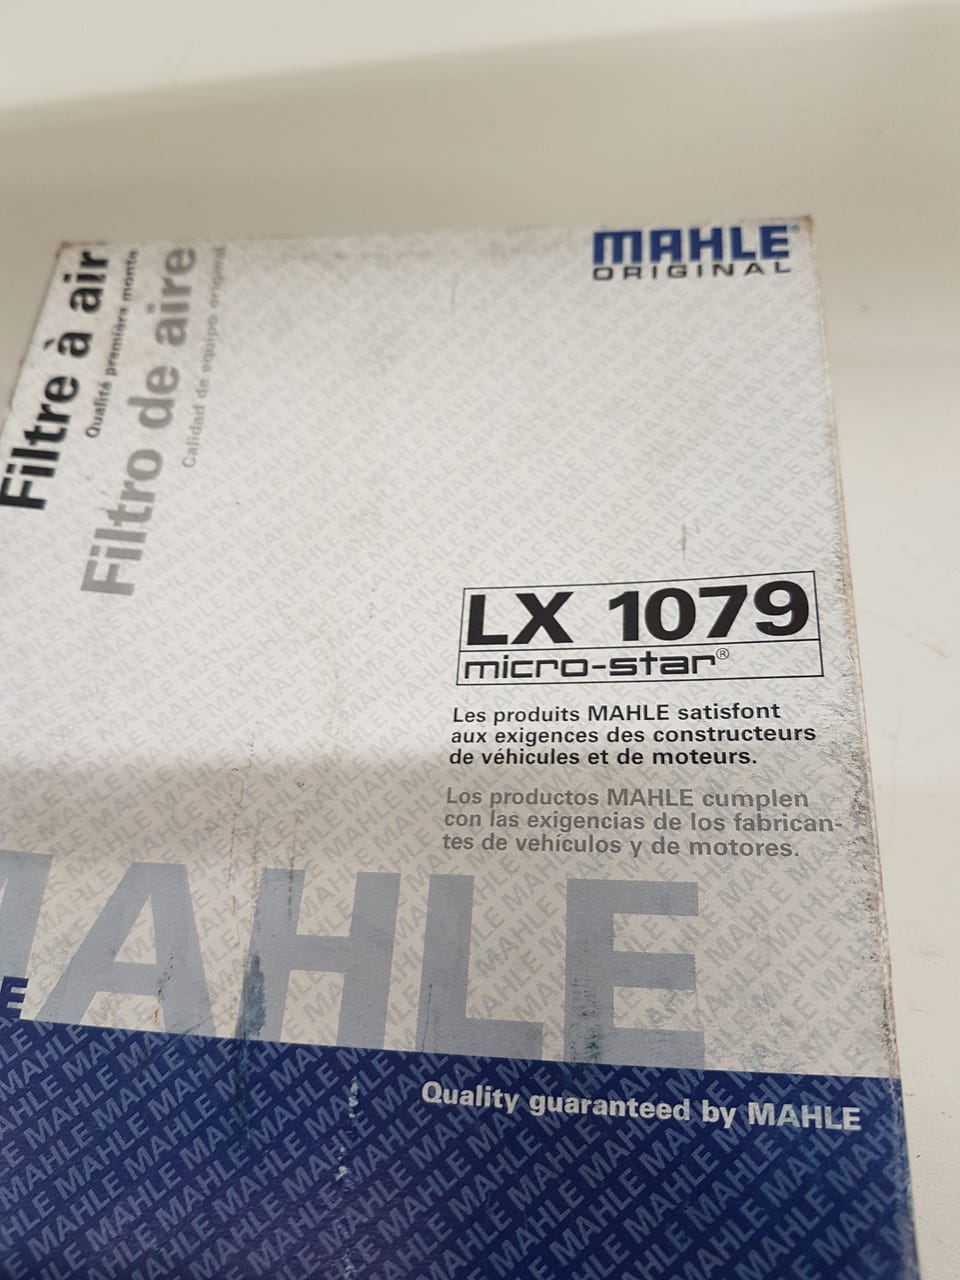 MAHLE®
ORIGINAL
Filtre à air
Qualité première monte
Filtro de aire
Calidad de equipo original
LX 1079
micro-star®
Les produits MAHLE satisfont
aux exigences des constructeurs
de véhicules et de moteurs.
Los productos MAHLE cumplen
con las exigencias de los fabrican-
tes de vehículos y de motores.
MAHLE
Quality guaranteed by MAHLE